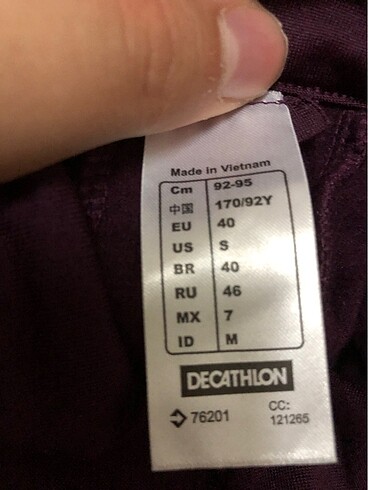 Made in Vietnam
Cm 92-95
中国 170/92Y
EU 40
US S
BR 40
RU 46
MX 7
ID M
DECATHLON
76201 CC:
121265